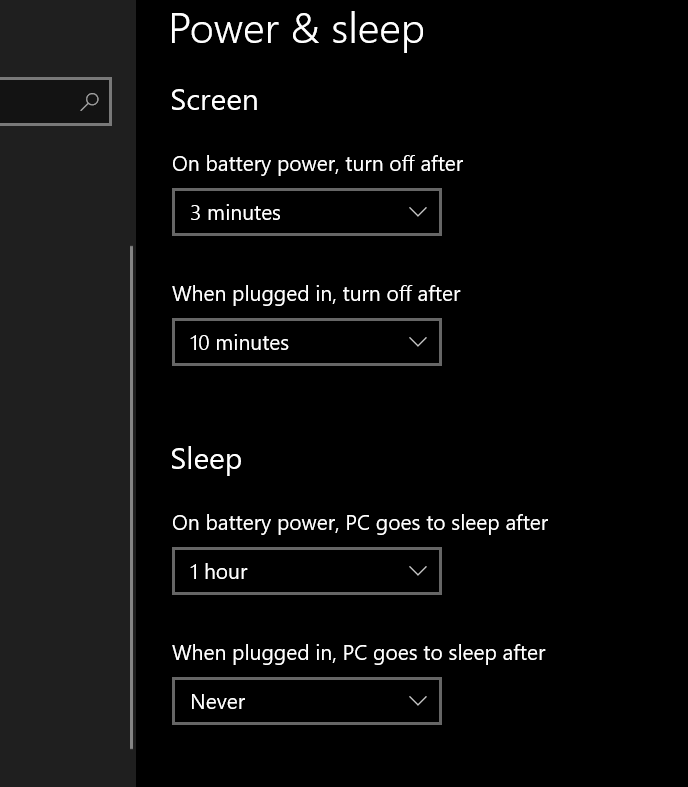 Power & sleep
Screen
On battery power, turn off after
3 minutes
When plugged in, turn off after
10 minutes
Sleep
On battery power, PC goes to sleep after
1 hour
When plugged in, PC goes to sleep after
Never